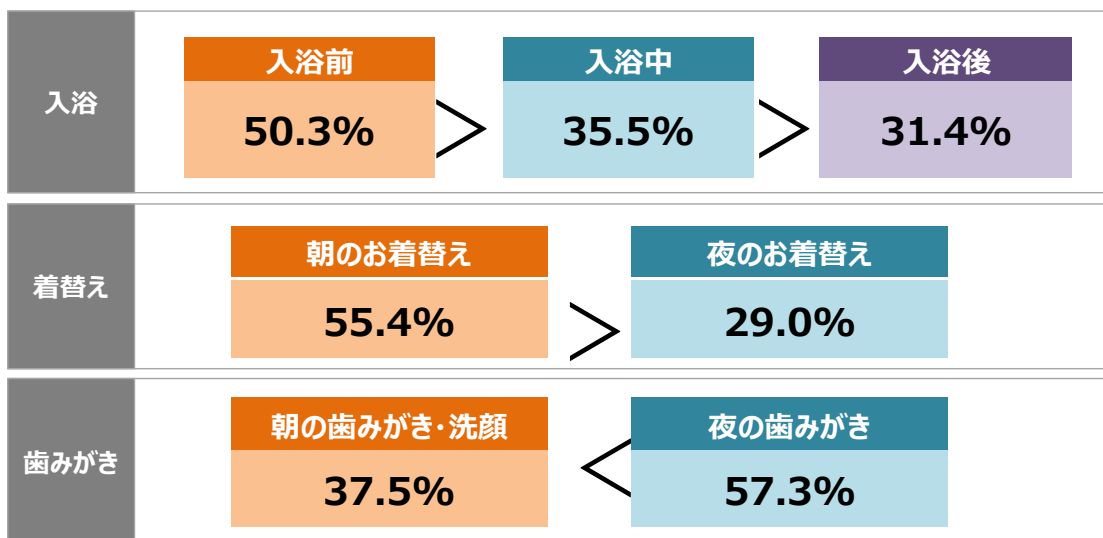 入浴
入浴前
入浴中
入浴後
50.3%
35.5%
31.4%
着替え
朝のお着替え
夜のお着替え
55.4%
29.0%
歯みがき
朝の歯みがき・洗顔
夜の歯みがき
37.5%
57.3%